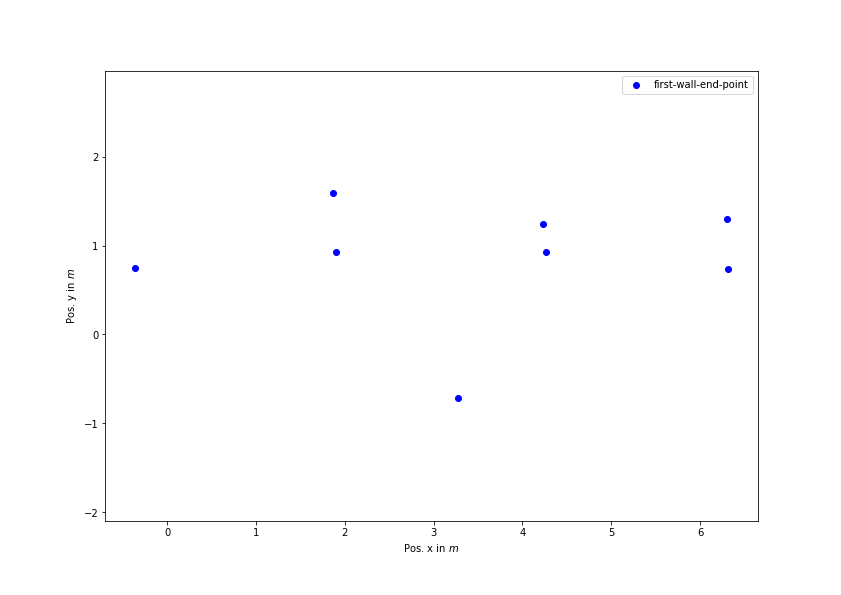 first-wall-end-point
2
1
0
−1
−2
Pos. y in m
0 1 2 3 4 5 6
Pos. x in m